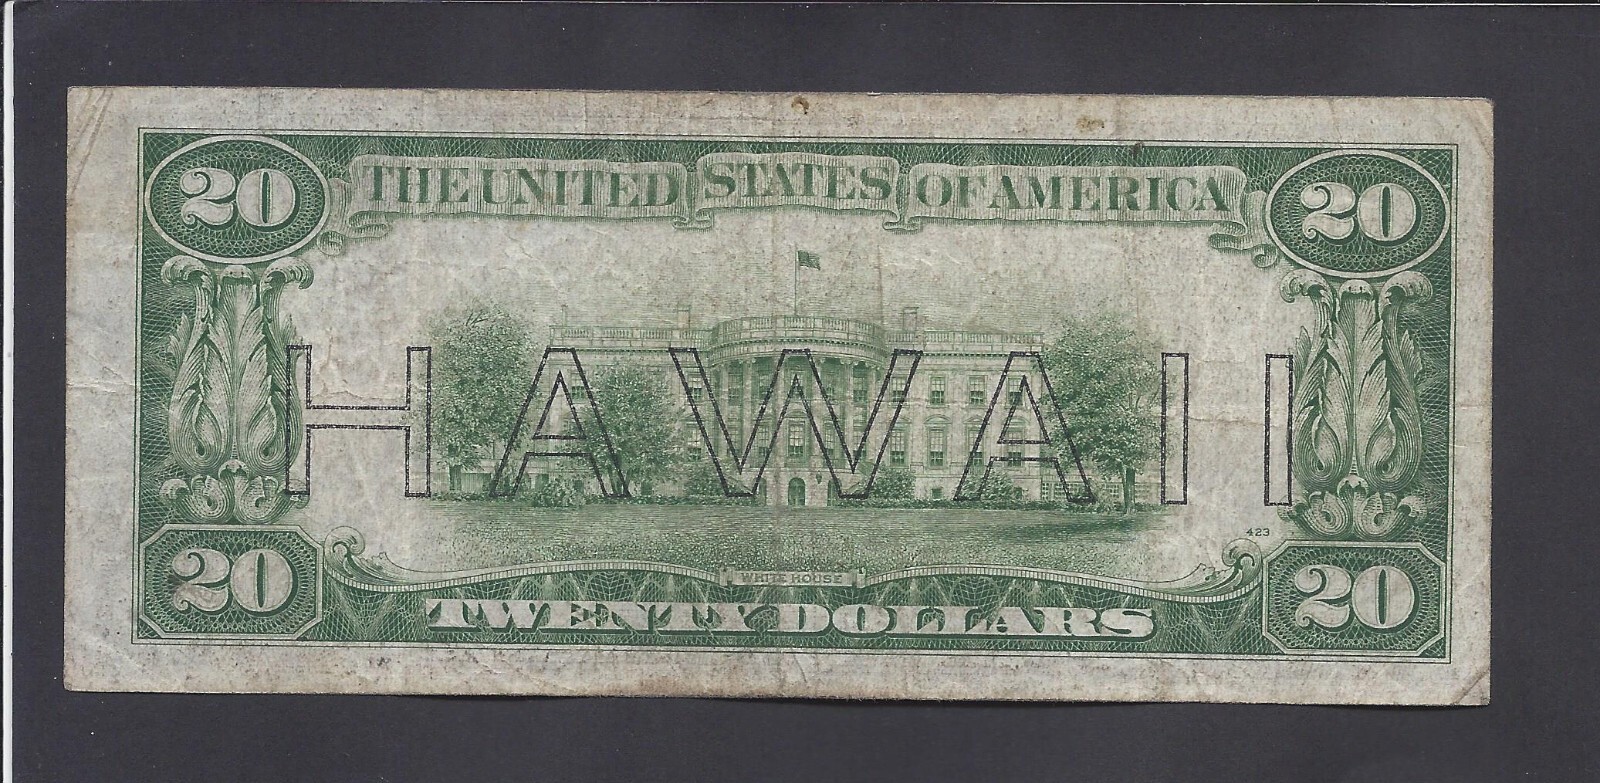 20 THE UNITED STATES OF AMERICA 20
HAWAII
423
WHITE HOUSE
20 TWENTY DOLLARS 20